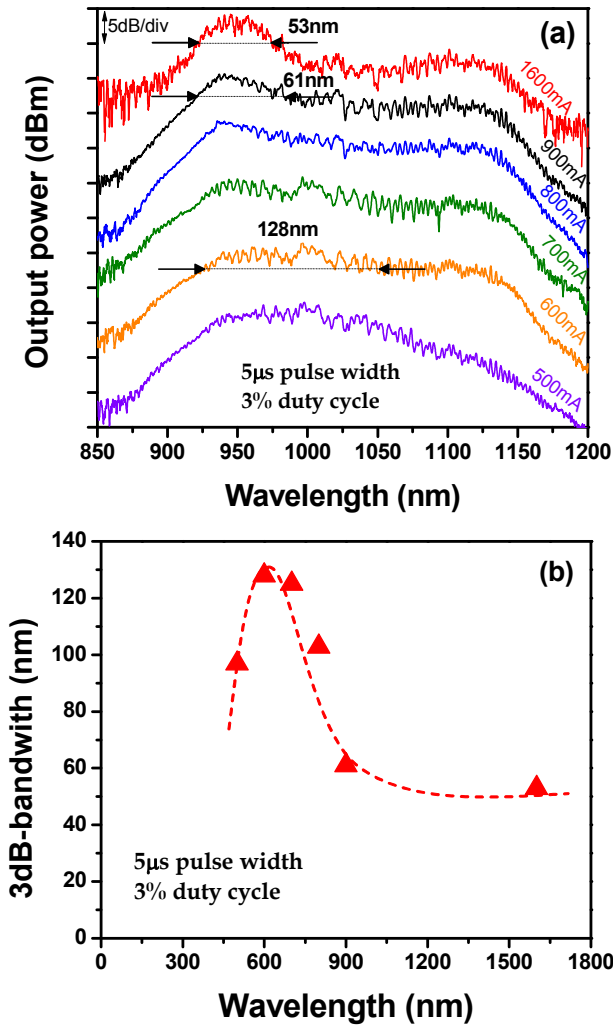 5dB/div
53nm
(a)
61nm
1600mA
900mA
800mA
700mA
128nm
600mA
500mA
5μs pulse width
3% duty cycle
Output power (dBm)
850 900 950 1000 1050 1100 1150 1200
Wavelength (nm)
140
(b)
120
100
80
60
40
20
0
3dB-bandwith (nm)
5μs pulse width
3% duty cycle
0 300 600 900 1200 1500 1800
Wavelength (nm)